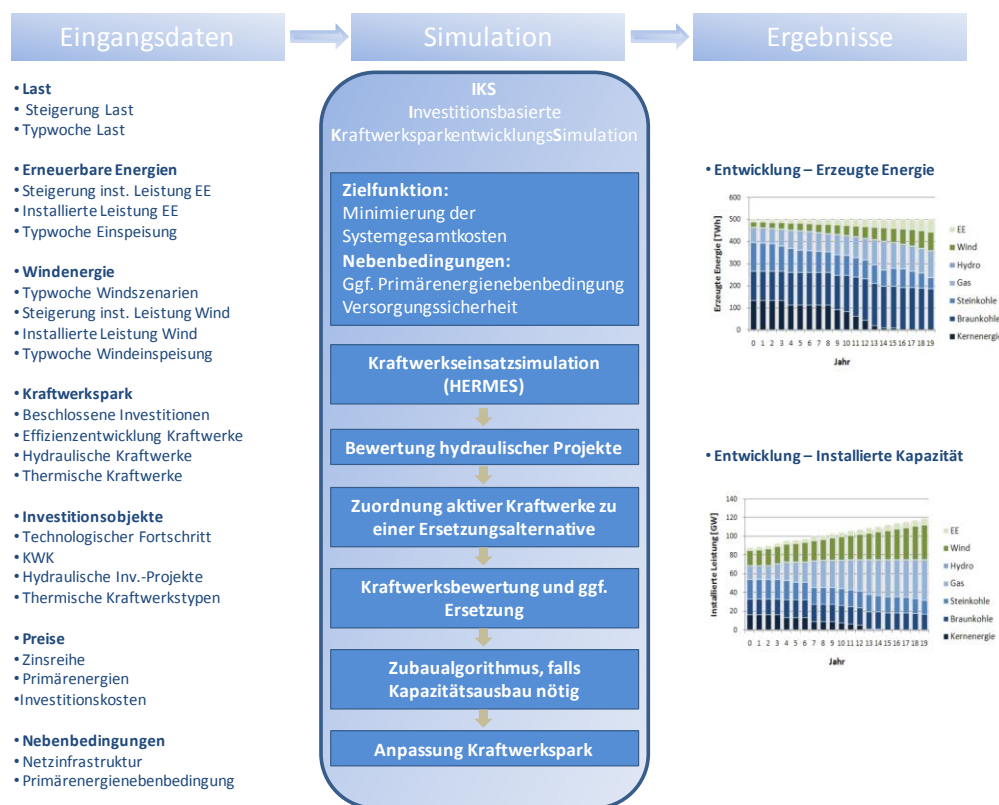 Eingangsdaten
Simulation
Ergebnisse
• Last
• Steigerung Last
• Typwoche Last
• Erneuerbare Energien
• Steigerung inst. Leistung EE
• Installierte Leistung EE
• Typwoche Einspeisung
• Windenergie
• Typwoche Windszenarien
• Steigerung inst. Leistung Wind
• Installierte Leistung Wind
• Typwoche Windeinspeisung
• Kraftwerkspark
• Beschlossene Investitionen
• Effizienzentwicklung Kraftwerke
• Hydraulische Kraftwerke
• Thermische Kraftwerke
• Investitionsobjekte
• Technologischer Fortschritt
• KWK
• Hydraulische Inv.-Projekte
• Thermische Kraftwerkstypen
• Preise
• Zinsreihe
• Primärenergien
• Investitionskosten
• Nebenbedingungen
• Netzinfrastruktur
• Primärenergienebenbedingung
IKS
Investitionsbasierte
KraftwerksparkentwicklungsSimulation
Zielfunktion:
Minimierung der
Systemgesamtkosten
Nebenbedingungen:
Ggf. Primärenergienebenbedingung
Versorgungssicherheit
Kraftwerkseinsatzsimulation
(HERMES)
Bewertung hydraulischer Projekte
Zuordnung aktiver Kraftwerke zu
einer Ersetzungsalternative
Kraftwerksbewertung und ggf.
Ersetzung
Zubaualgorithmus, falls
Kapazitätsausbau nötig
Anpassung Kraftwerkspark
• Entwicklung – Erzeugte Energie
Erzeugte Energie [TWh]
600
500
400
300
200
100
0
0 1 2 3 4 5 6 7 8 9 10 11 12 13 14 15 16 17 18 19
Jahr
EE
Wind
Hydro
Gas
Steinkohle
Braunkohle
Kernenergie
• Entwicklung – Installierte Kapazität
Installierte Leistung [GW]
140
120
100
80
60
40
20
0
0 1 2 3 4 5 6 7 8 9 10 11 12 13 14 15 16 17 18 19
Jahr
EE
Wind
Hydro
Gas
Steinkohle
Braunkohle
Kernenergie